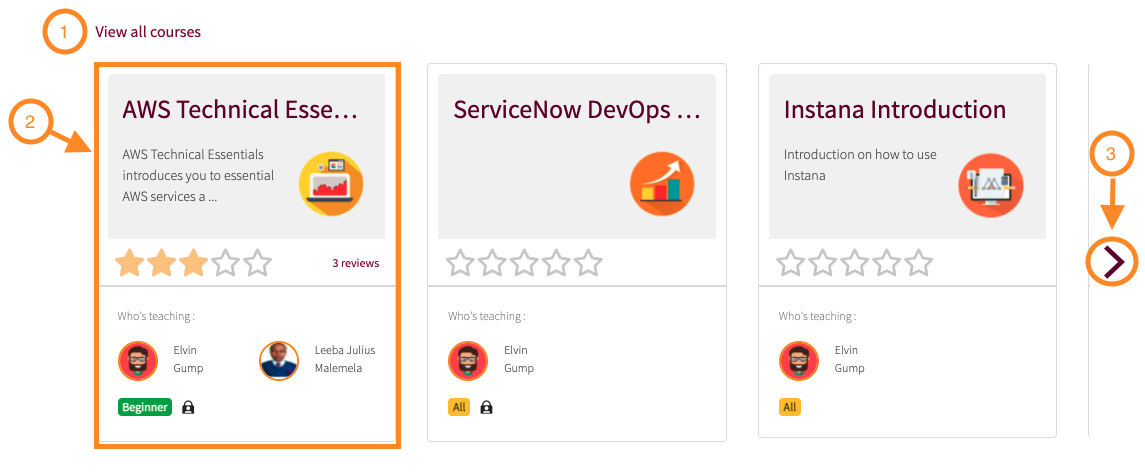 1
View all courses
2
AWS Technical Esse...
AWS Technical Essentials
introduces you to essential
AWS services a ...
3 reviews
Who's teaching :
Elvin
Gump
Leeba Julius
Malemela
Beginner
ServiceNow DevOps ...
Who's teaching :
Elvin
Gump
All
Instana Introduction
Introduction on how to use
Instana
Who's teaching :
Elvin
Gump
All
3